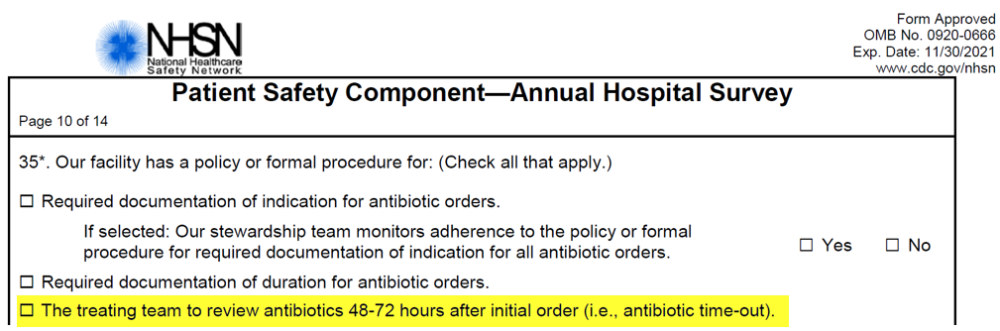 NHSN
National Healthcare
Safety Network
Form Approved
OMB No. 0920-0666
Exp. Date: 11/30/2021
www.cdc.gov/nhsn
Patient Safety Component—Annual Hospital Survey
Page 10 of 14
35*. Our facility has a policy or formal procedure for: (Check all that apply.)
☐ Required documentation of indication for antibiotic orders.
If selected: Our stewardship team monitors adherence to the policy or formal
procedure for required documentation of indication for all antibiotic orders.
☐ Yes ☐ No
☐ Required documentation of duration for antibiotic orders.
☐ The treating team to review antibiotics 48-72 hours after initial order (i.e., antibiotic time-out).